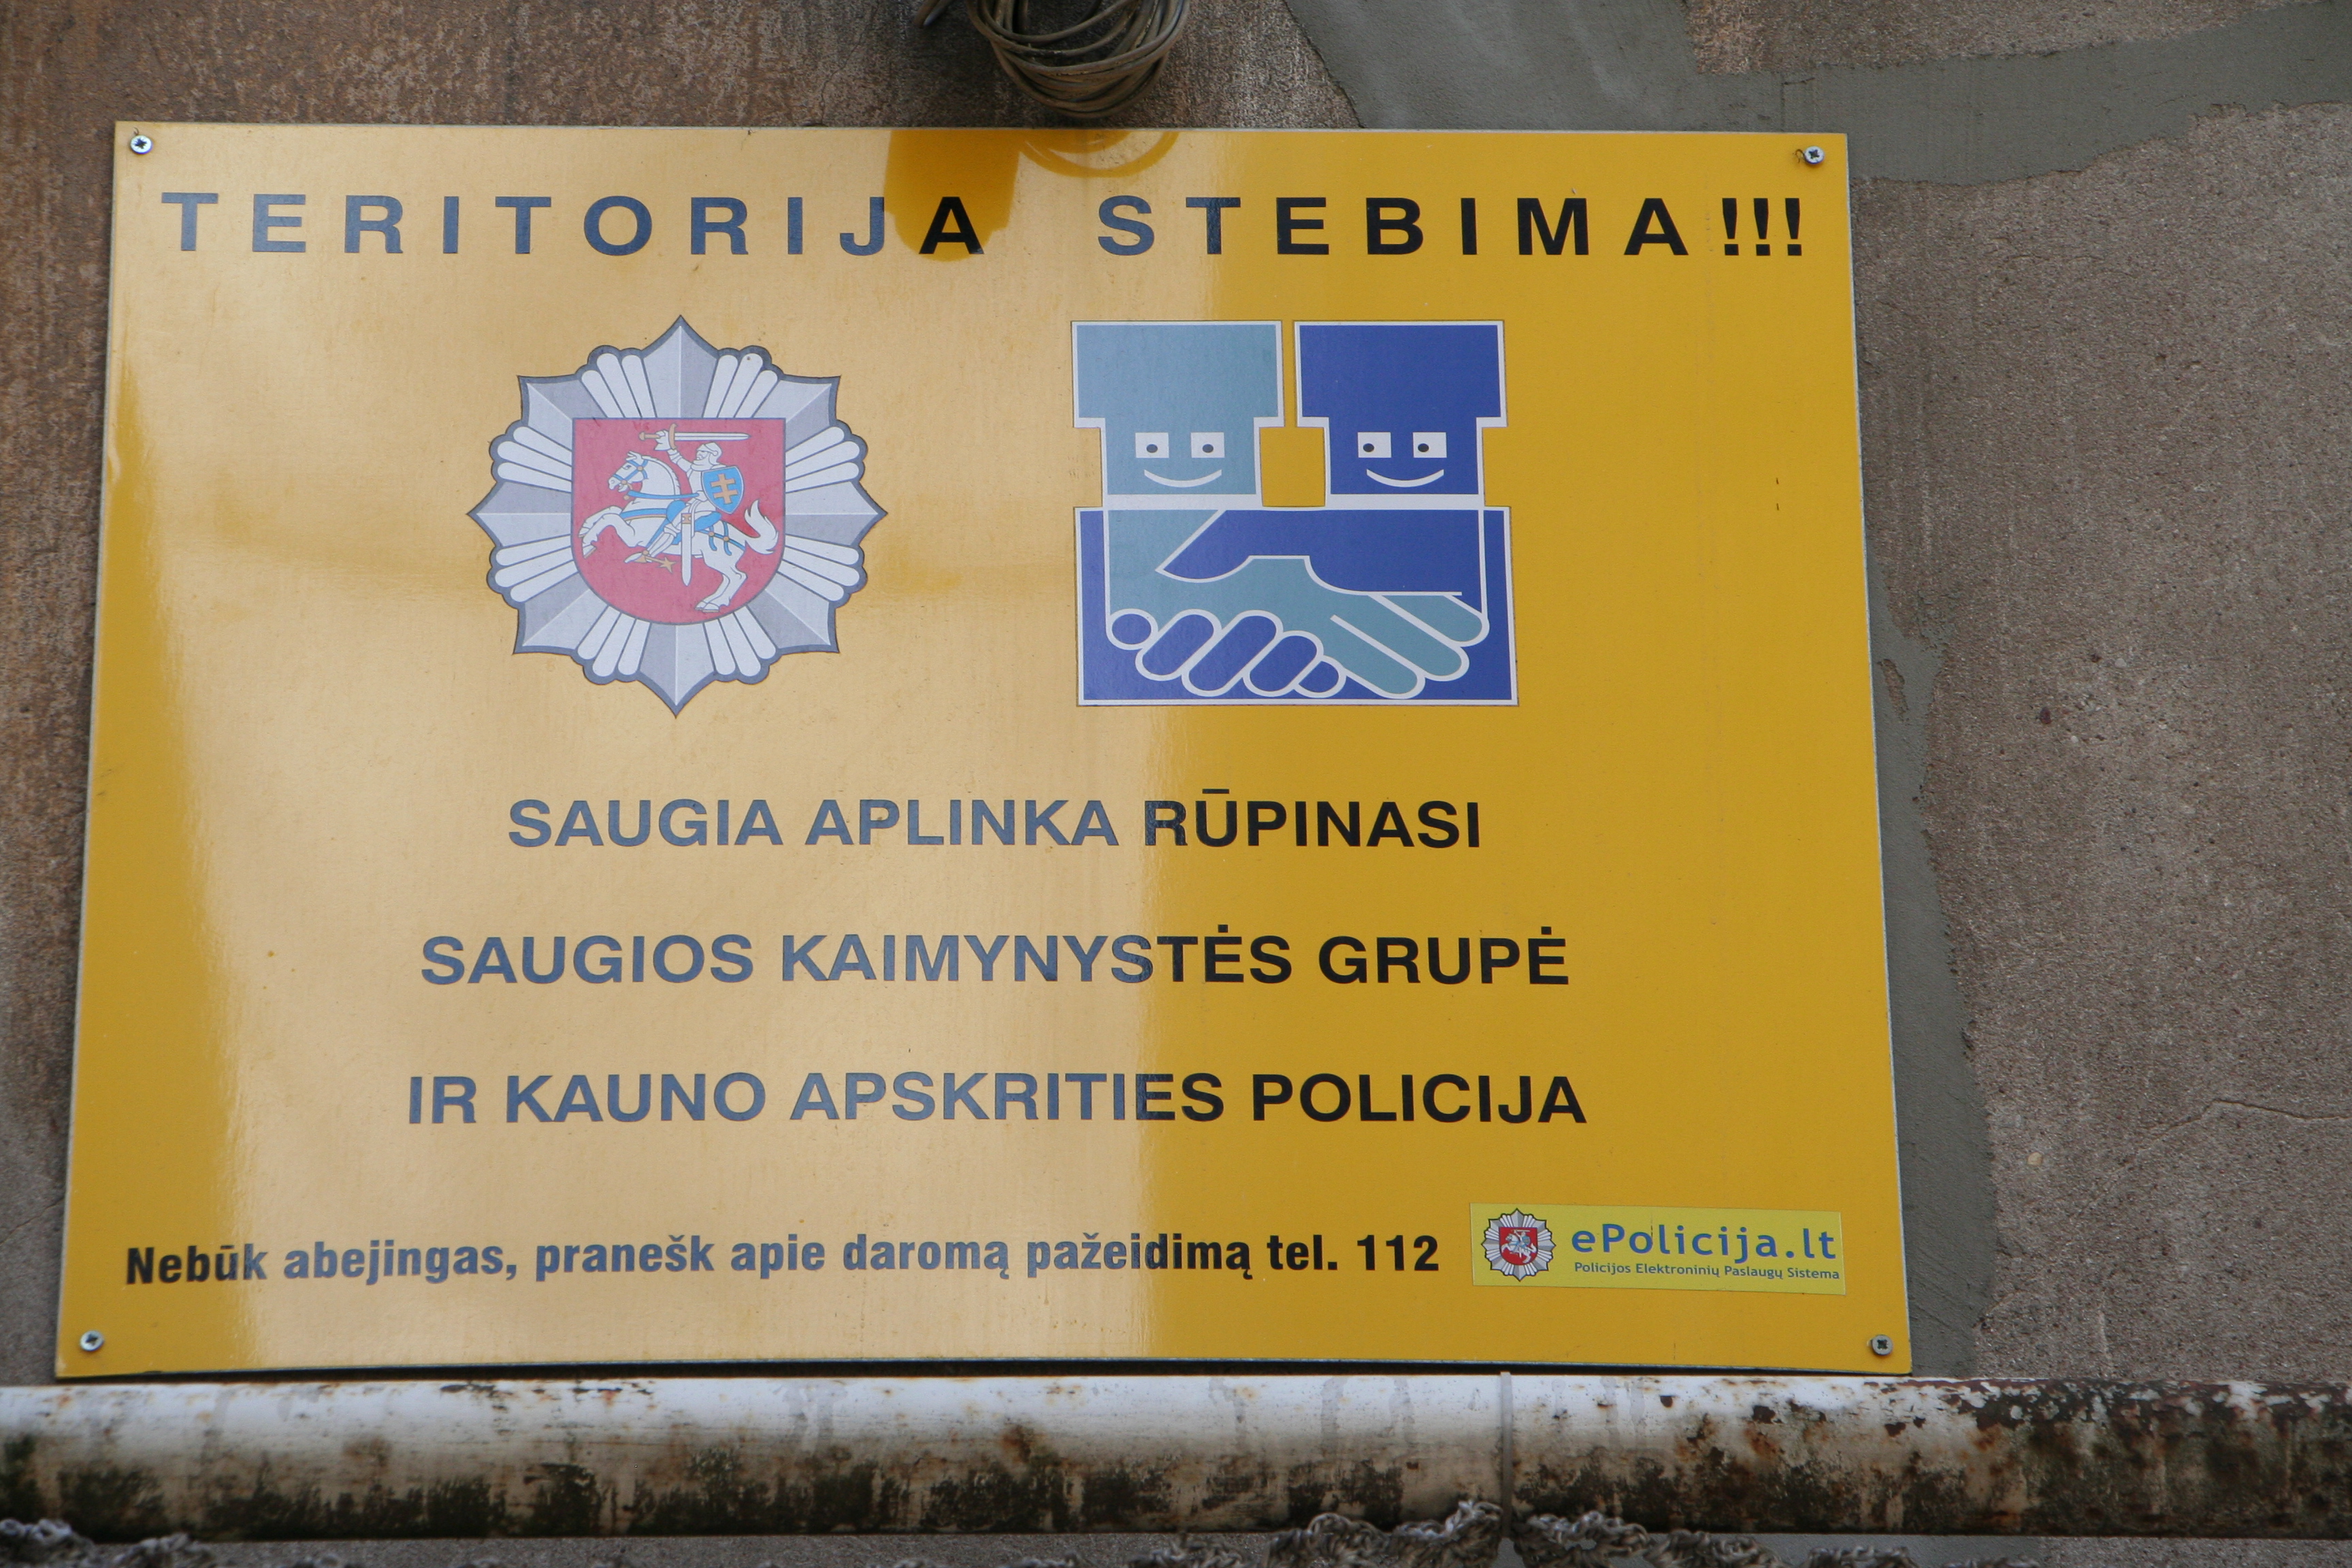 TERITORIJA STEBIMA!!!
SAUGIA APLINKA RŪPINASI
SAUGIOS KAIMYNYSTĖS GRUPĖ
IR KAUNO APSKRITIES POLICIJA
Nebūk abejingas, pranešk apie daromą pažeidimą tel. 112
ePolicija.lt
Policijos Elektroninių Paslaugų Sistema